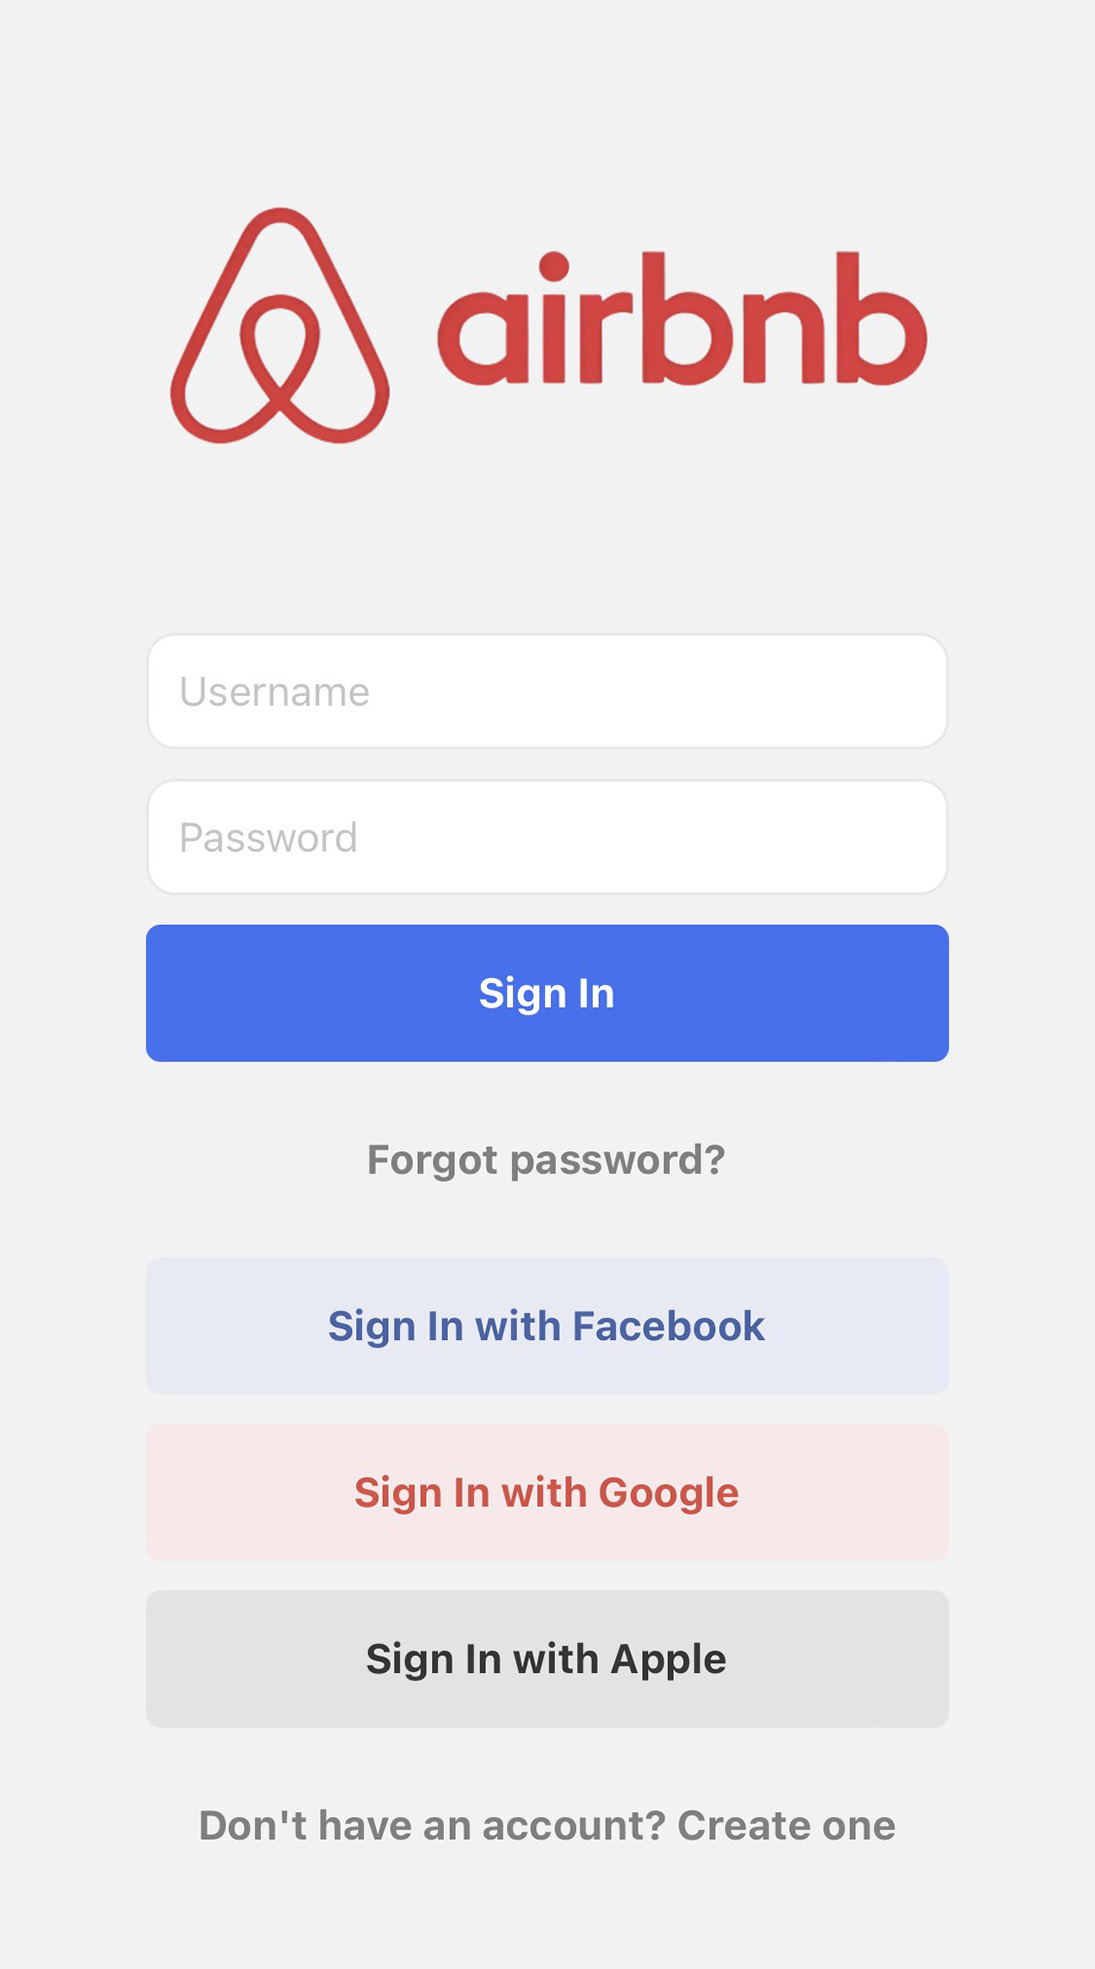 airbnb
Username
Password
Sign In
Forgot password?
Sign In with Facebook
Sign In with Google
Sign In with Apple
Don't have an account? Create one